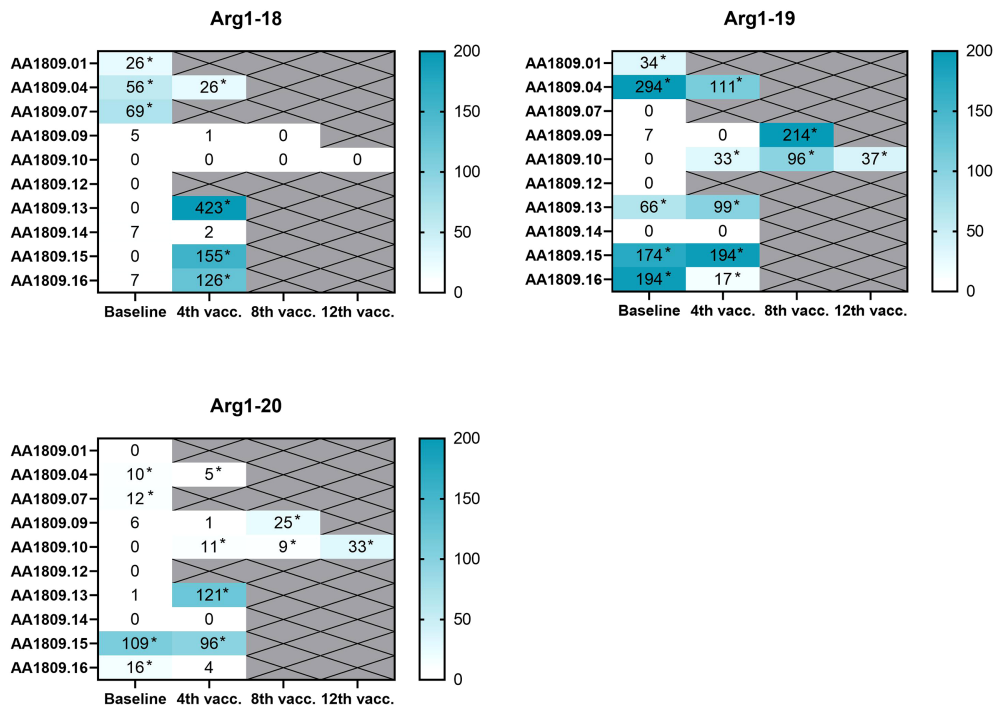 Arg1-18
AA1809.01 26*
AA1809.04 56* 26*
AA1809.07 69*
AA1809.09 5 1 0
AA1809.10 0 0 0 0
AA1809.12 0
AA1809.13 0 423*
AA1809.14 7 2
AA1809.15 0 155*
AA1809.16 7 126*
Baseline 4th vacc. 8th vacc. 12th vacc.
200
150
100
50
0
Arg1-19
AA1809.01 34*
AA1809.04 294* 111*
AA1809.07 0
AA1809.09 7 0 214*
AA1809.10 0 33* 96* 37*
AA1809.12 0
AA1809.13 66* 99*
AA1809.14 0 0
AA1809.15 174* 194*
AA1809.16 194* 17*
Baseline 4th vacc. 8th vacc. 12th vacc.
200
150
100
50
0
Arg1-20
AA1809.01 0
AA1809.04 10* 5*
AA1809.07 12*
AA1809.09 6 1 25*
AA1809.10 0 11* 9* 33*
AA1809.12 0
AA1809.13 1 121*
AA1809.14 0 0
AA1809.15 109* 96*
AA1809.16 16* 4
Baseline 4th vacc. 8th vacc. 12th vacc.
200
150
100
50
0